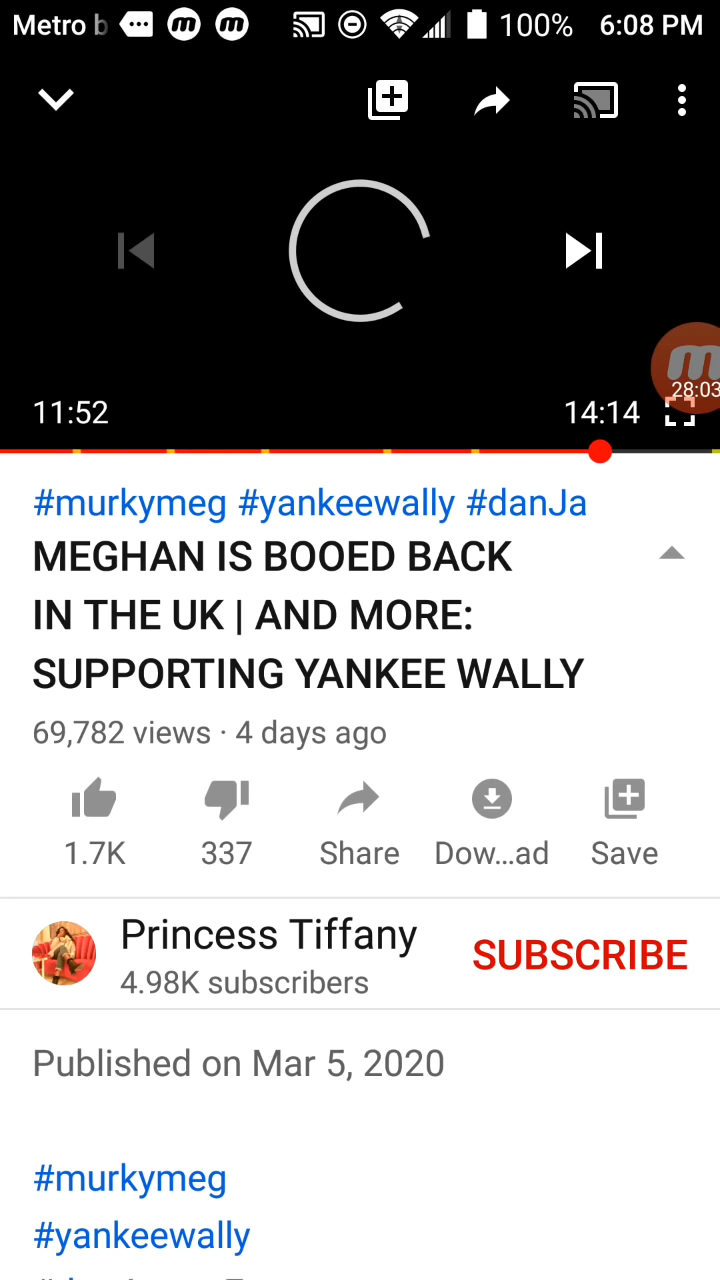 Metro b 100% 6:08 PM
28:03
11:52 14:14
#murkymeg #yankeewally #danJa
MEGHAN IS BOOED BACK
IN THE UK | AND MORE:
SUPPORTING YANKEE WALLY
69,782 views · 4 days ago
1.7K 337 Share Dow...ad Save
Princess Tiffany
SUBSCRIBE
4.98K subscribers
Published on Mar 5, 2020
#murkymeg
#yankeewally